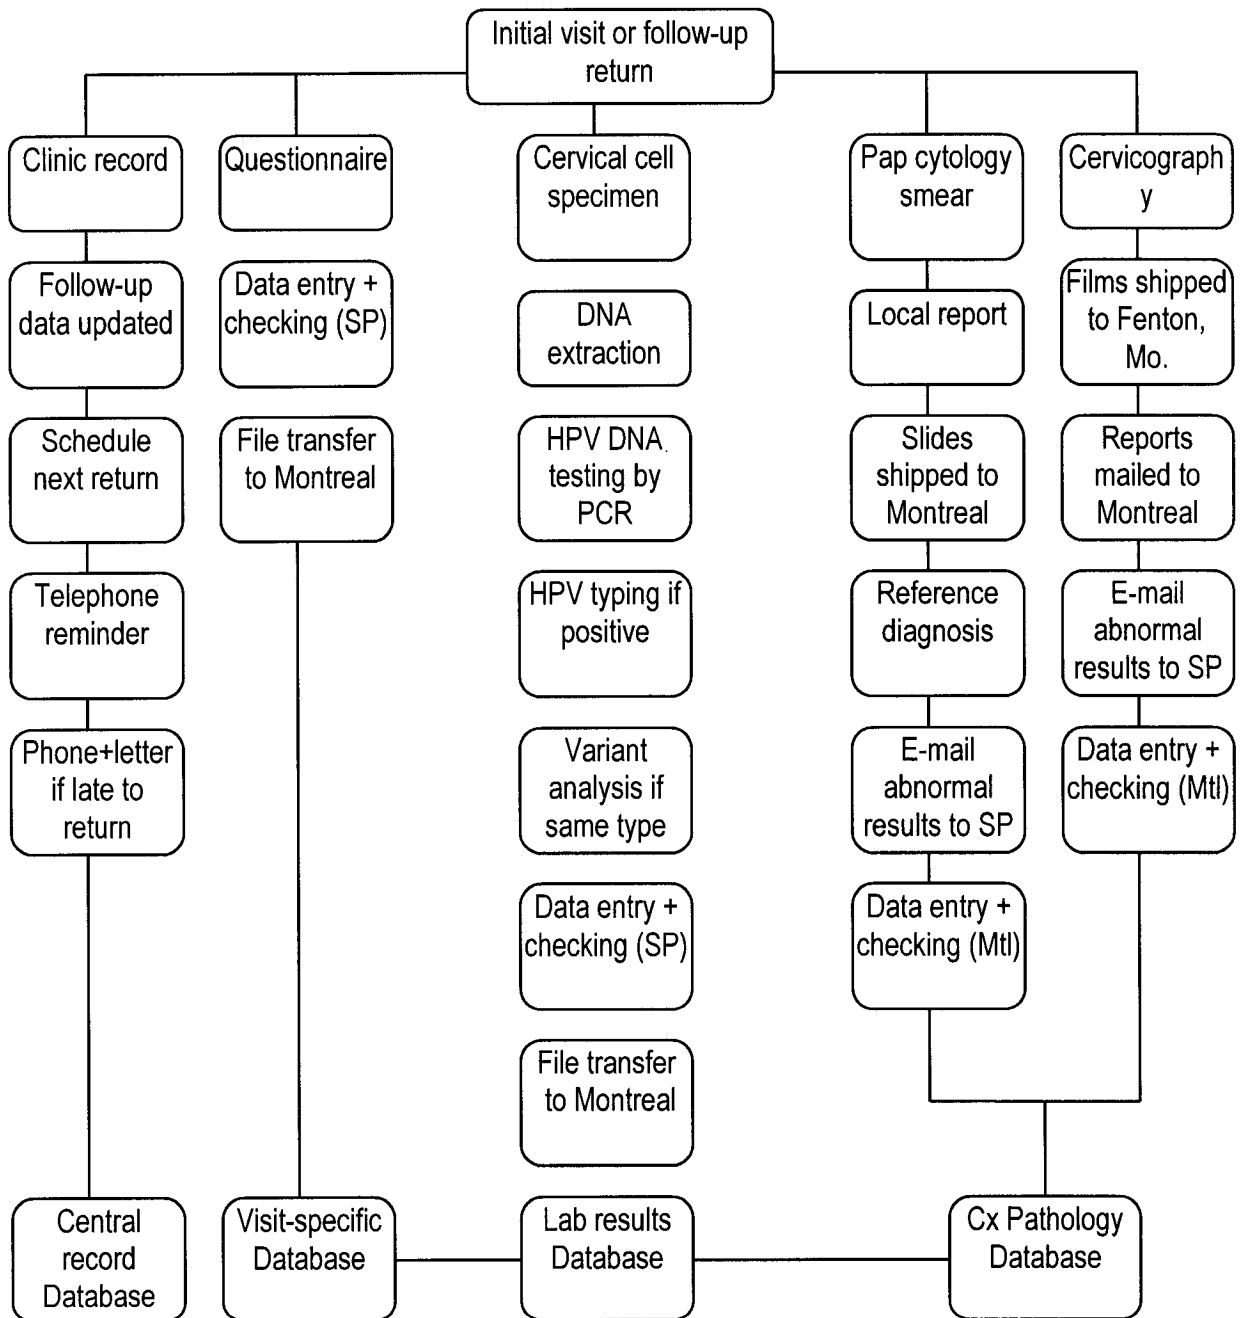 Initial visit or follow-up
return
Clinic record
Questionnaire
Cervical cell
specimen
Pap cytology
smear
Cervicograph
y
Follow-up
data updated
Data entry +
checking (SP)
DNA
extraction
Local report
Films shipped
to Fenton,
Mo.
Schedule
next return
File transfer
to Montreal
HPV DNA
testing by
PCR
Slides
shipped to
Montreal
Reports
mailed to
Montreal
Telephone
reminder
HPV typing if
positive
Reference
diagnosis
E-mail
abnormal
results to SP
Phone+letter
if late to
return
Variant
analysis if
same type
E-mail
abnormal
results to SP
Data entry +
checking (Mtl)
Data entry +
checking (SP)
Data entry +
checking (Mtl)
File transfer
to Montreal
Central
record
Database
Visit-specific
Database
Lab results
Database
Cx Pathology
Database